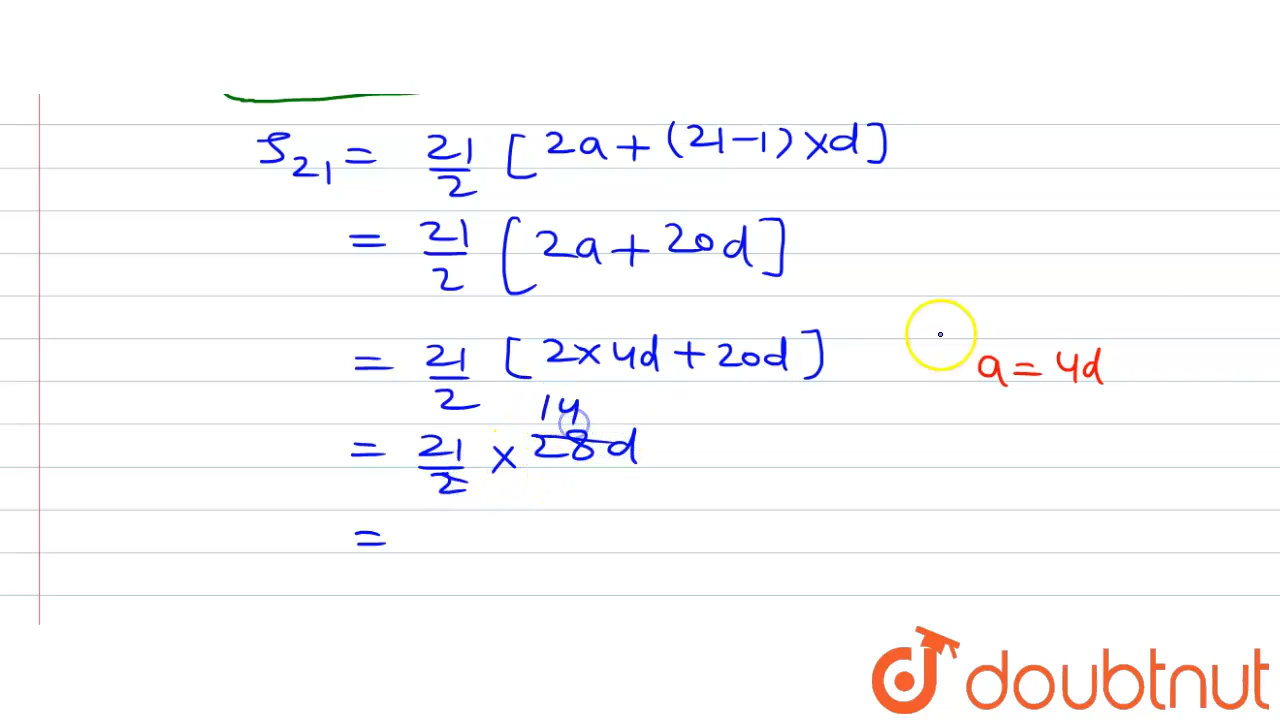 S21 = 21/2 [2a + (21-1) × d]
= 21/2 [2a + 20d]
= 21/2 [2 × 4d + 20d]
a = 4d
14
= 21/2 × 28d
=
doubtnut